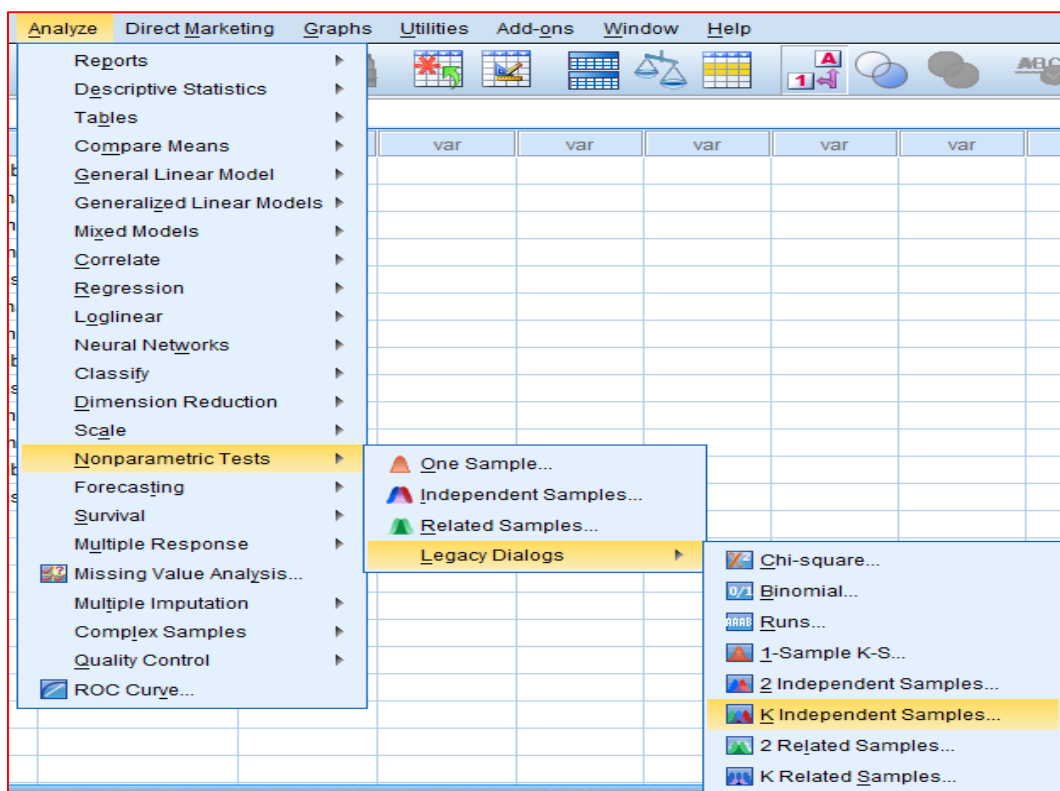 Analyze Direct Marketing Graphs Utilities Add-ons Window Help
Reports
Descriptive Statistics
Tables
Compare Means
General Linear Model
Generalized Linear Models
Mixed Models
Correlate
Regression
Loglinear
Neural Networks
Classify
Dimension Reduction
Scale
Nonparametric Tests
Forecasting
Survival
Multiple Response
Missing Value Analysis...
Multiple Imputation
Complex Samples
Quality Control
ROC Curve...
A
1
ABC
var var var var var
One Sample...
Independent Samples...
Related Samples...
Legacy Dialogs
Chi-square...
0/1 Binomial...
Runs...
1-Sample K-S...
2 Independent Samples...
K Independent Samples...
2 Related Samples...
K Related Samples...